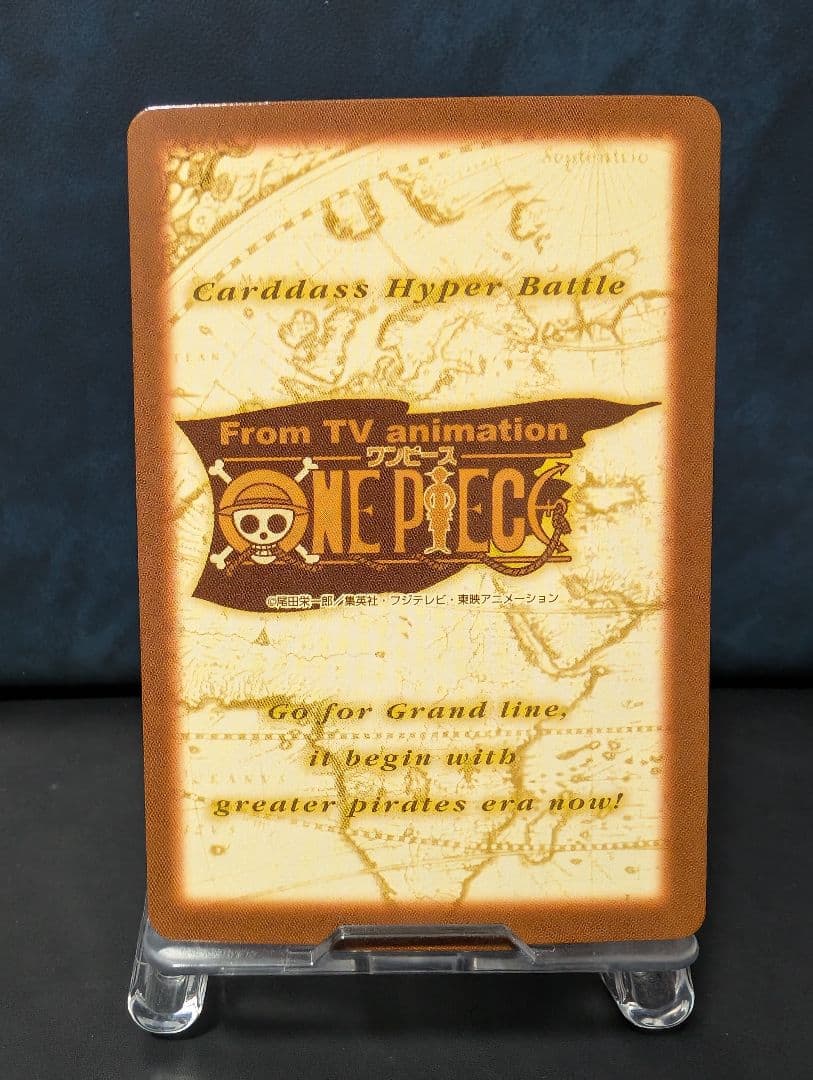 Septentrio
Carddass Hyper Battle
From TV animation
ワンピース
ONE PIECE
©尾田栄一郎／集英社・フジテレビ・東映アニメーション
Go for Grand line,
it begin with
greater pirates era now!